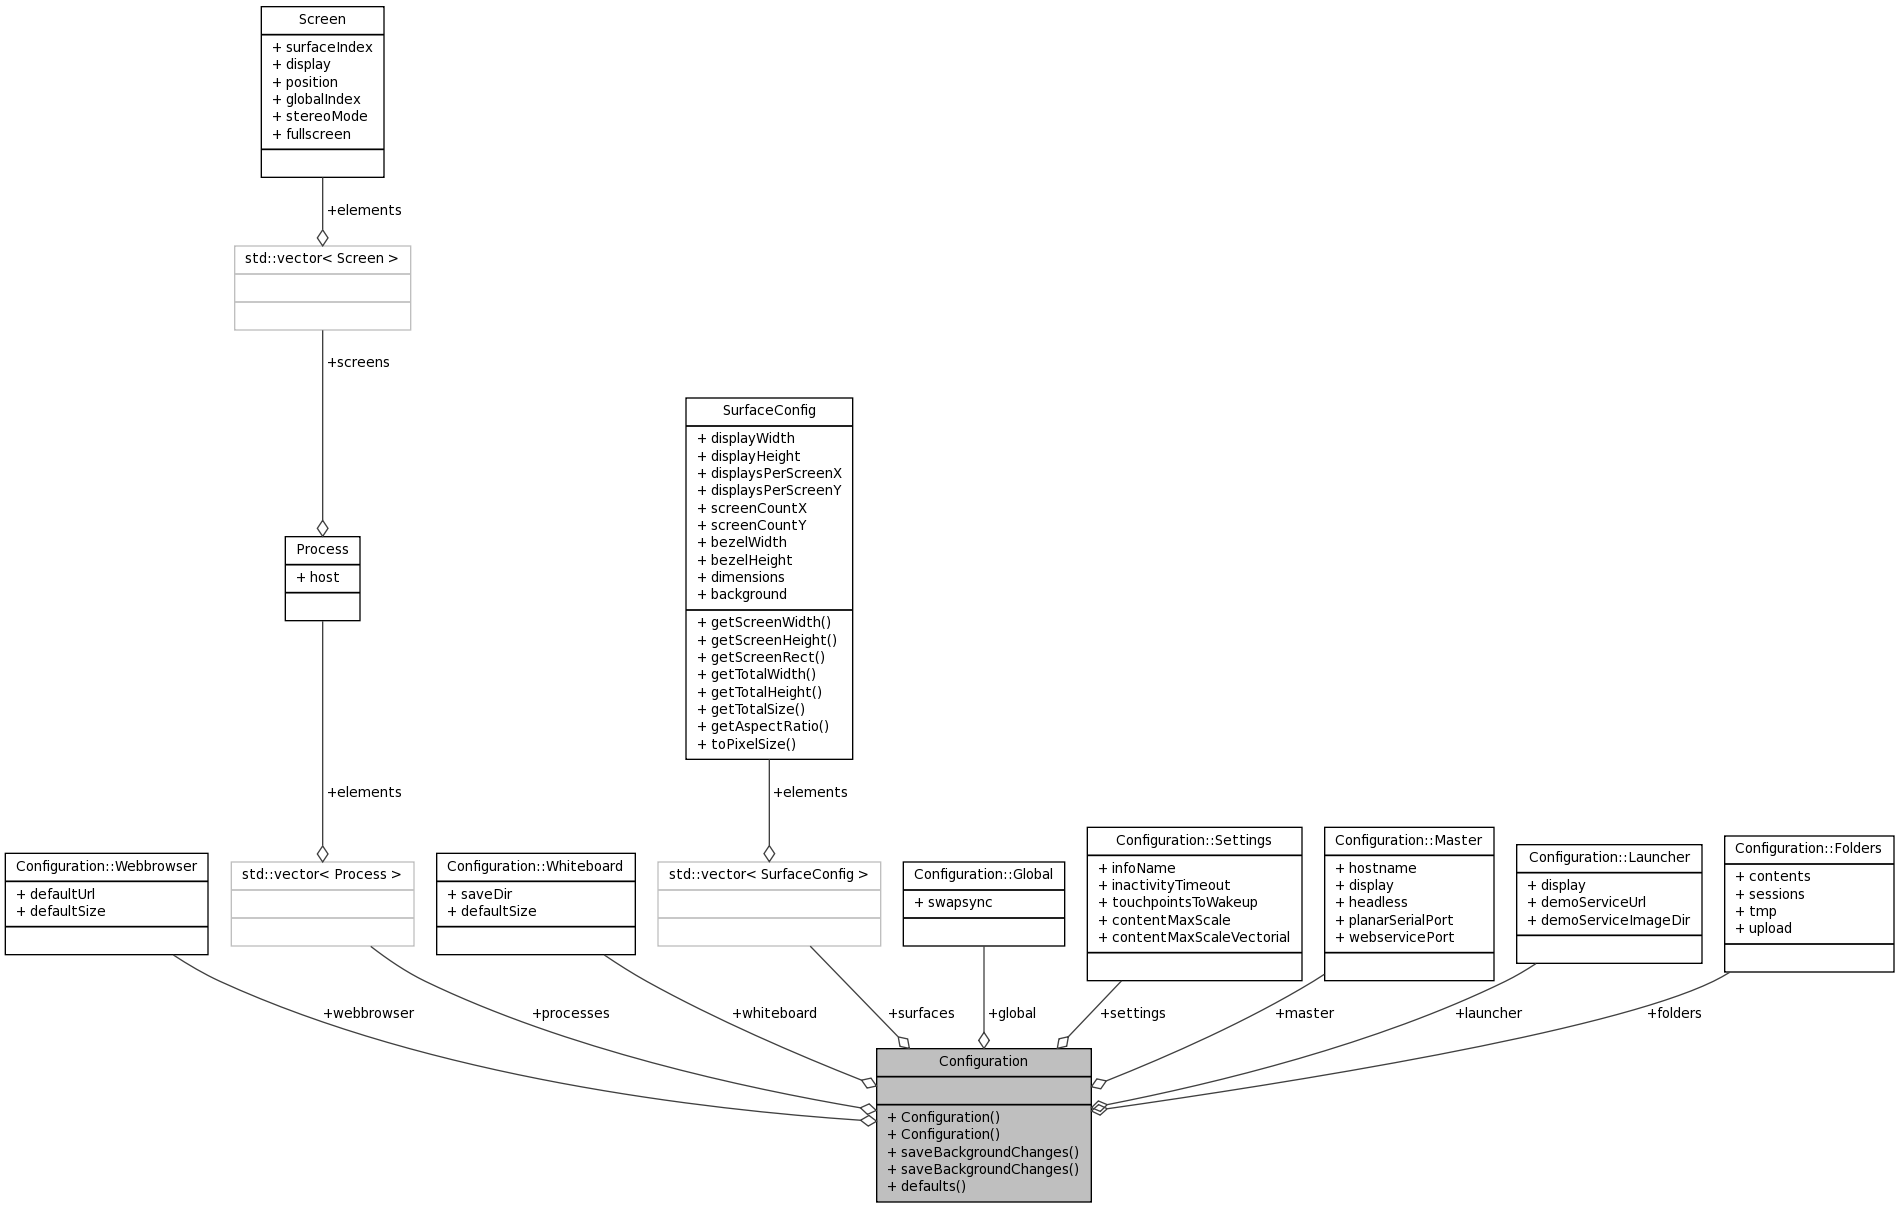 Screen
+ surfaceIndex
+ display
+ position
+ globalIndex
+ stereoMode
+ fullscreen
+elements
std::vector< Screen >
+screens
SurfaceConfig
+ displayWidth
+ displayHeight
+ displaysPerScreenX
+ displaysPerScreenY
+ screenCountX
+ screenCountY
+ bezelWidth
+ bezelHeight
+ dimensions
+ background
+ getScreenWidth()
+ getScreenHeight()
+ getScreenRect()
+ getTotalWidth()
+ getTotalHeight()
+ getTotalSize()
+ getAspectRatio()
+ toPixelSize()
Process
+ host
+elements
+elements
Configuration::Webbrowser
+ defaultUrl
+ defaultSize
std::vector< Process >
Configuration::Whiteboard
+ saveDir
+ defaultSize
std::vector< SurfaceConfig >
Configuration::Global
+ swapsync
Configuration::Settings
+ infoName
+ inactivityTimeout
+ touchpointsToWakeup
+ contentMaxScale
+ contentMaxScaleVectorial
Configuration::Master
+ hostname
+ display
+ headless
+ planarSerialPort
+ webservicePort
Configuration::Launcher
+ display
+ demoServiceUrl
+ demoServiceImageDir
Configuration::Folders
+ contents
+ sessions
+ tmp
+ upload
+webbrowser
+processes
+whiteboard
+surfaces
+global
+settings
+master
+launcher
+folders
Configuration
+ Configuration()
+ Configuration()
+ saveBackgroundChanges()
+ saveBackgroundChanges()
+ defaults()